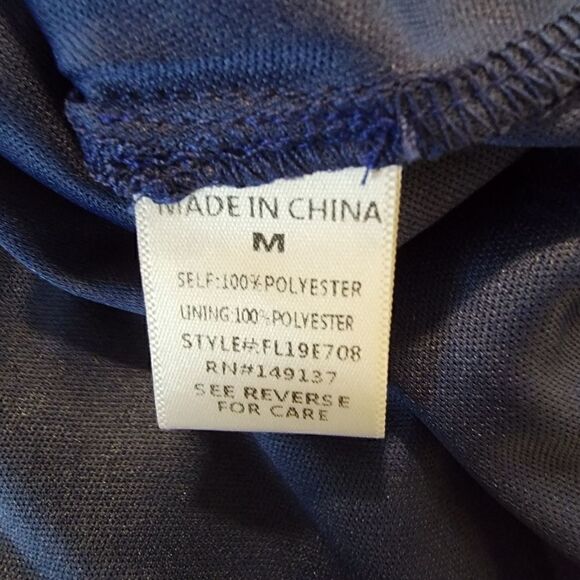 MADE IN CHINA
M
SELF:100%POLYESTER
LINING:100%POLYESTER
STYLE#:FL19E708
RN#149137
SEE REVERSE
FOR CARE